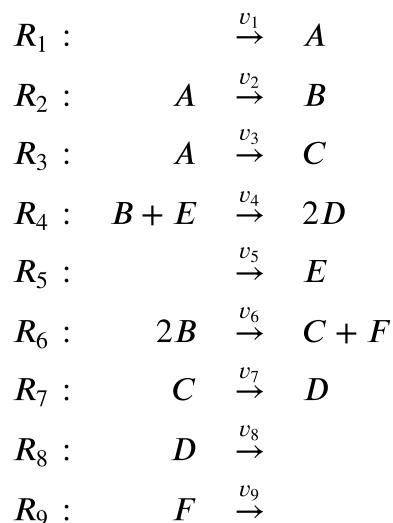 R₁ : →^{v₁} A
R₂ : A →^{v₂} B
R₃ : A →^{v₃} C
R₄ : B + E →^{v₄} 2D
R₅ : →^{v₅} E
R₆ : 2B →^{v₆} C + F
R₇ : C →^{v₇} D
R₈ : D →^{v₈}
R₉ : F →^{v₉}